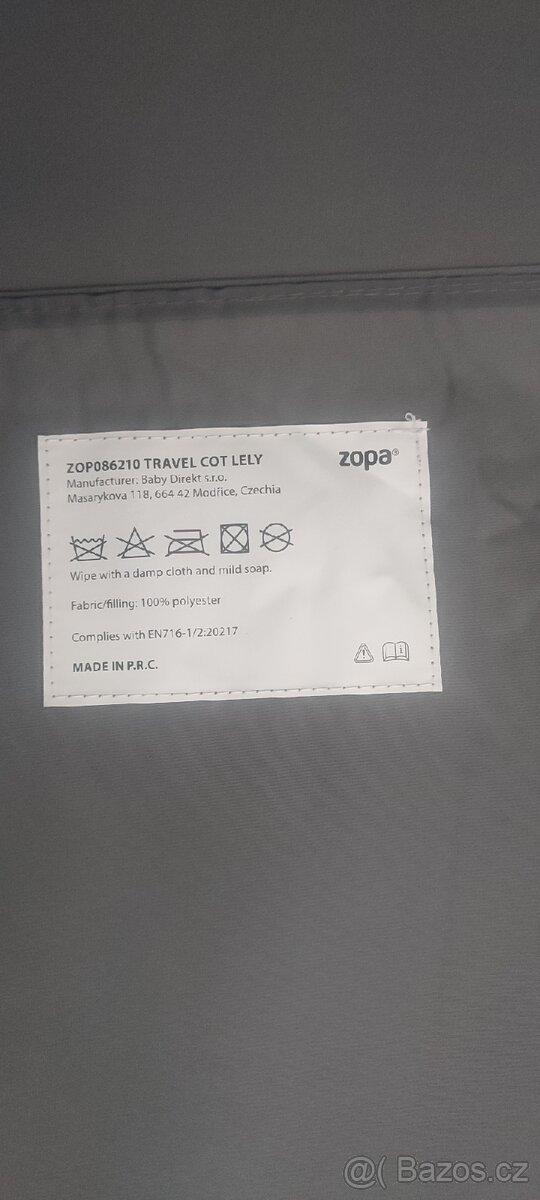 ZOP086210 TRAVEL COT LELY
zopa®
Manufacturer: Baby Direkt s.r.o.
Masarykova 118, 664 42 Modřice, Czechia
Wipe with a damp cloth and mild soap.
Fabric/filling: 100% polyester
Complies with EN716-1/2:20217
MADE IN P.R.C.
@( Bazos.cz